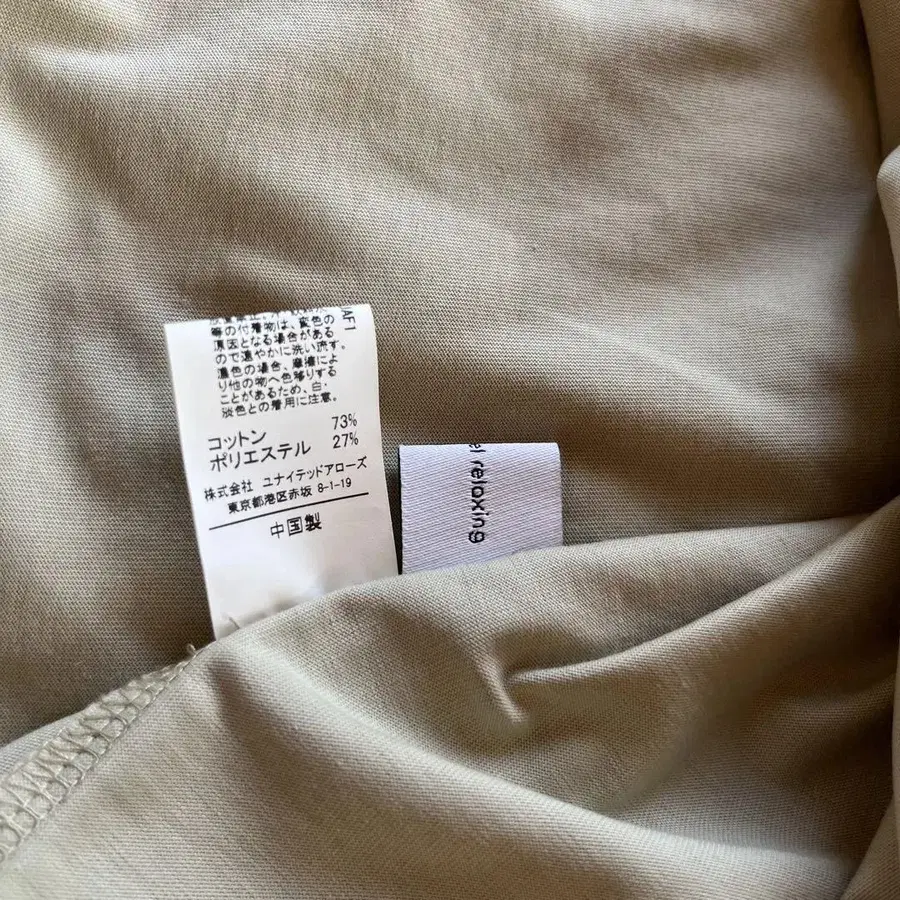 等の付着物は、変色の
原因となる場合がある
ので速やかに洗い流す。
濃色の場合、摩擦によ
り他の物へ色移りする
ことがあるため、白・
淡色との着用に注意。
コットン 73%
ポリエステル 27%
株式会社 ユナイテッドアローズ
東京都港区赤坂 8-1-19
中国製
AF1
el relaxing